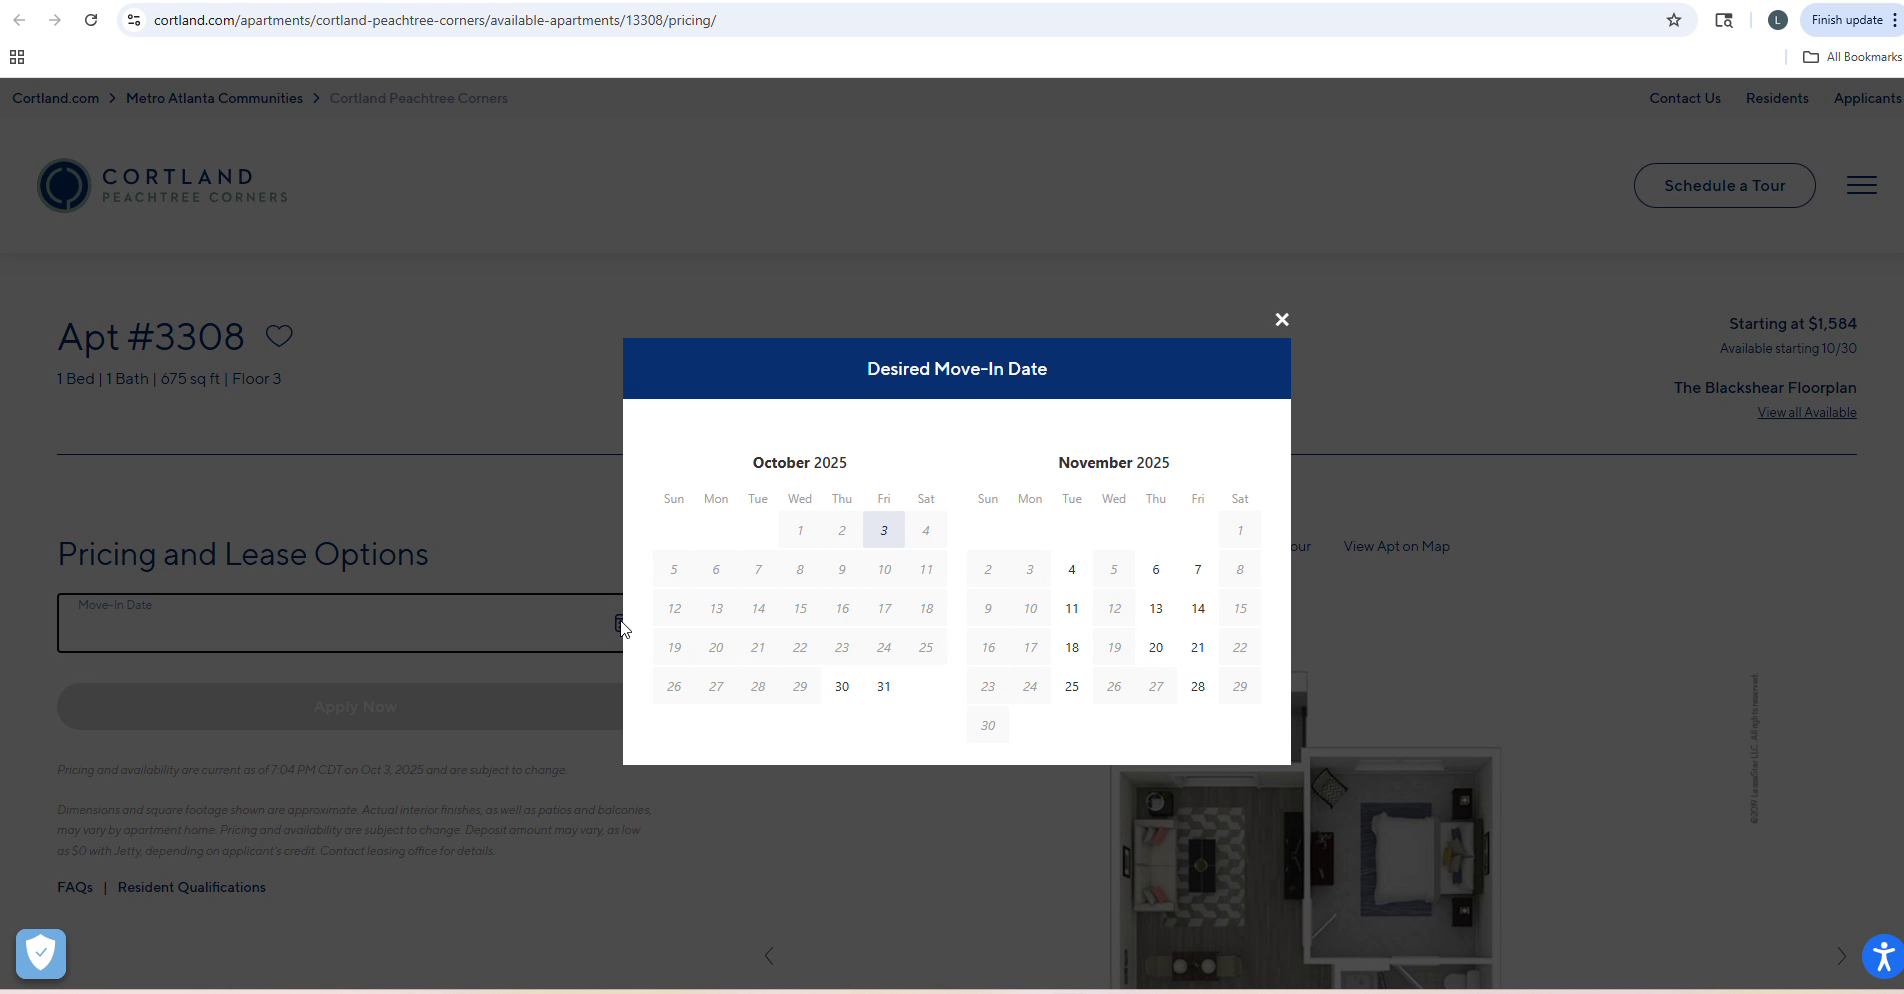 cortland.com/apartments/cortland-peachtree-corners/available-apartments/13308/pricing/
L
Finish update
All Bookmarks
Cortland.com > Metro Atlanta Communities > Cortland Peachtree Corners
Contact Us Residents Applicants
CORTLAND
PEACHTREE CORNERS
Schedule a Tour
Apt #3308
1 Bed | 1 Bath | 675 sq ft | Floor 3
Starting at $1,584
Available starting 10/30
The Blackshear Floorplan
View all Available
Desired Move-In Date
October 2025
Sun Mon Tue Wed Thu Fri Sat
1 2 3 4
5 6 7 8 9 10 11
12 13 14 15 16 17 18
19 20 21 22 23 24 25
26 27 28 29 30 31
November 2025
Sun Mon Tue Wed Thu Fri Sat
1
2 3 4 5 6 7 8
9 10 11 12 13 14 15
16 17 18 19 20 21 22
23 24 25 26 27 28 29
30
Pricing and Lease Options
our View Apt on Map
Move-In Date
Apply Now
Pricing and availability are current as of 7:04 PM CDT on Oct 3, 2025 and are subject to change.
Dimensions and square footage shown are approximate. Actual interior finishes, as well as patios and balconies,
may vary by apartment home. Pricing and availability are subject to change. Deposit amount may vary, as low
as $0 with Jetty, depending on applicant's credit. Contact leasing office for details.
FAQs | Resident Qualifications
©2019 LeaseStar LLC. All rights reserved.